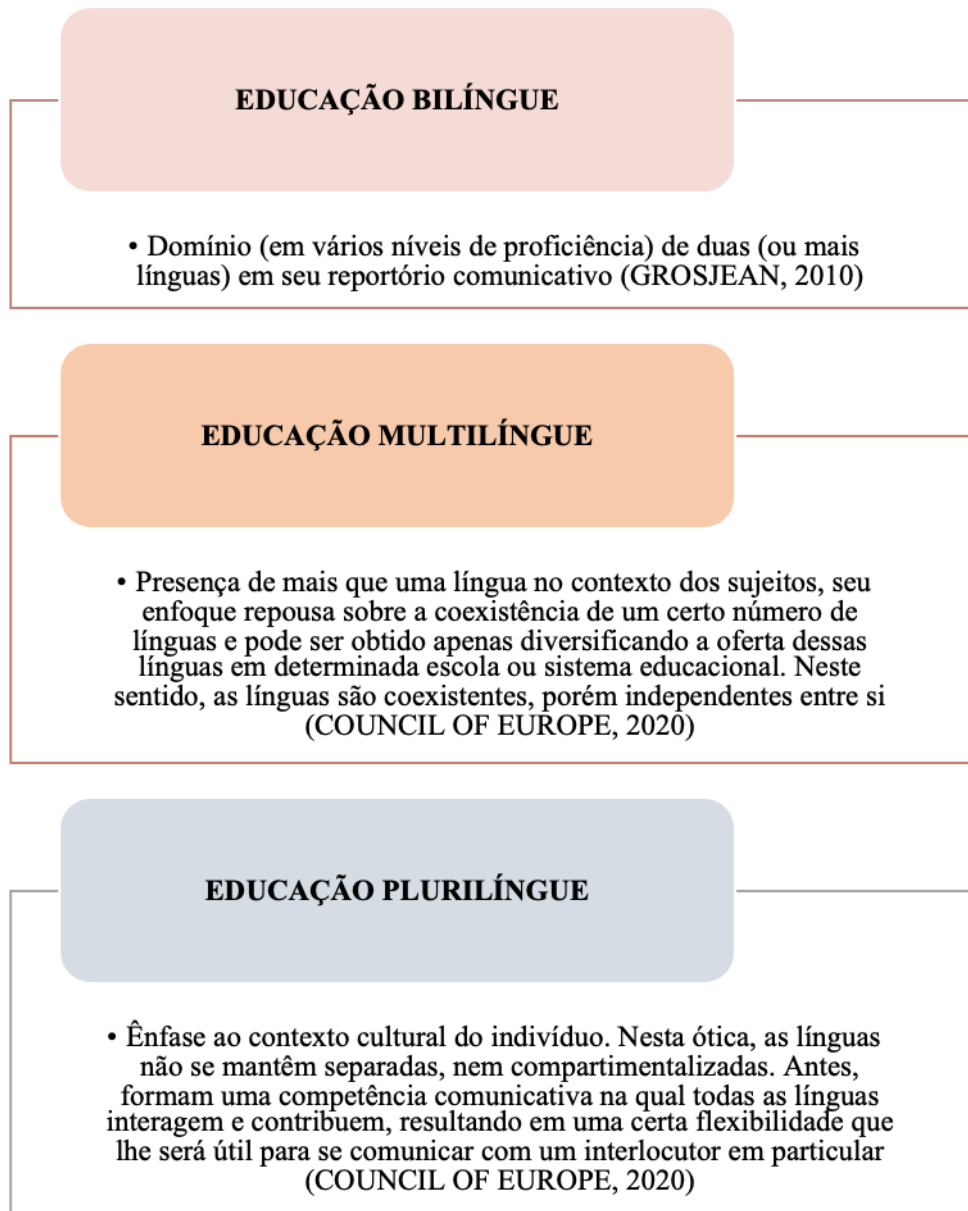 EDUCAÇÃO BILÍNGUE
• Domínio (em vários níveis de proficiência) de duas (ou mais
línguas) em seu reportório comunicativo (GROSJEAN, 2010)
EDUCAÇÃO MULTILÍNGUE
• Presença de mais que uma língua no contexto dos sujeitos, seu
enfoque repousa sobre a coexistência de um certo número de
línguas e pode ser obtido apenas diversificando a oferta dessas
línguas em determinada escola ou sistema educacional. Neste
sentido, as línguas são coexistentes, porém independentes entre si
(COUNCIL OF EUROPE, 2020)
EDUCAÇÃO PLURILÍNGUE
• Ênfase ao contexto cultural do indivíduo. Nesta ótica, as línguas
não se mantêm separadas, nem compartimentalizadas. Antes,
formam uma competência comunicativa na qual todas as línguas
interagem e contribuem, resultando em uma certa flexibilidade que
lhe será útil para se comunicar com um interlocutor em particular
(COUNCIL OF EUROPE, 2020)